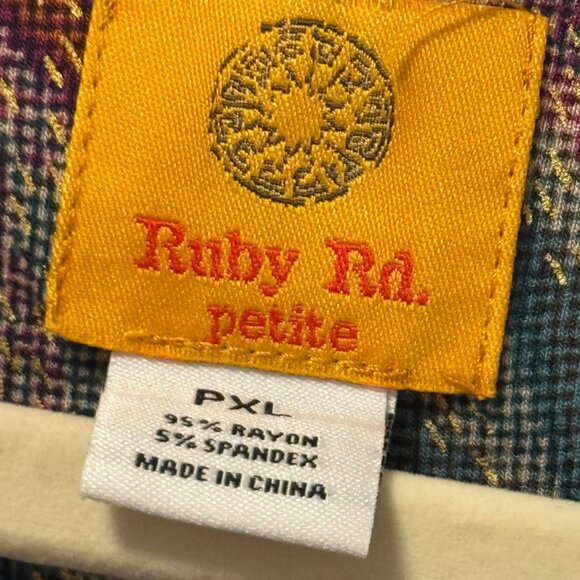 Ruby Rd.
petite
PXL
95% RAYON
5% SPANDEX
MADE IN CHINA